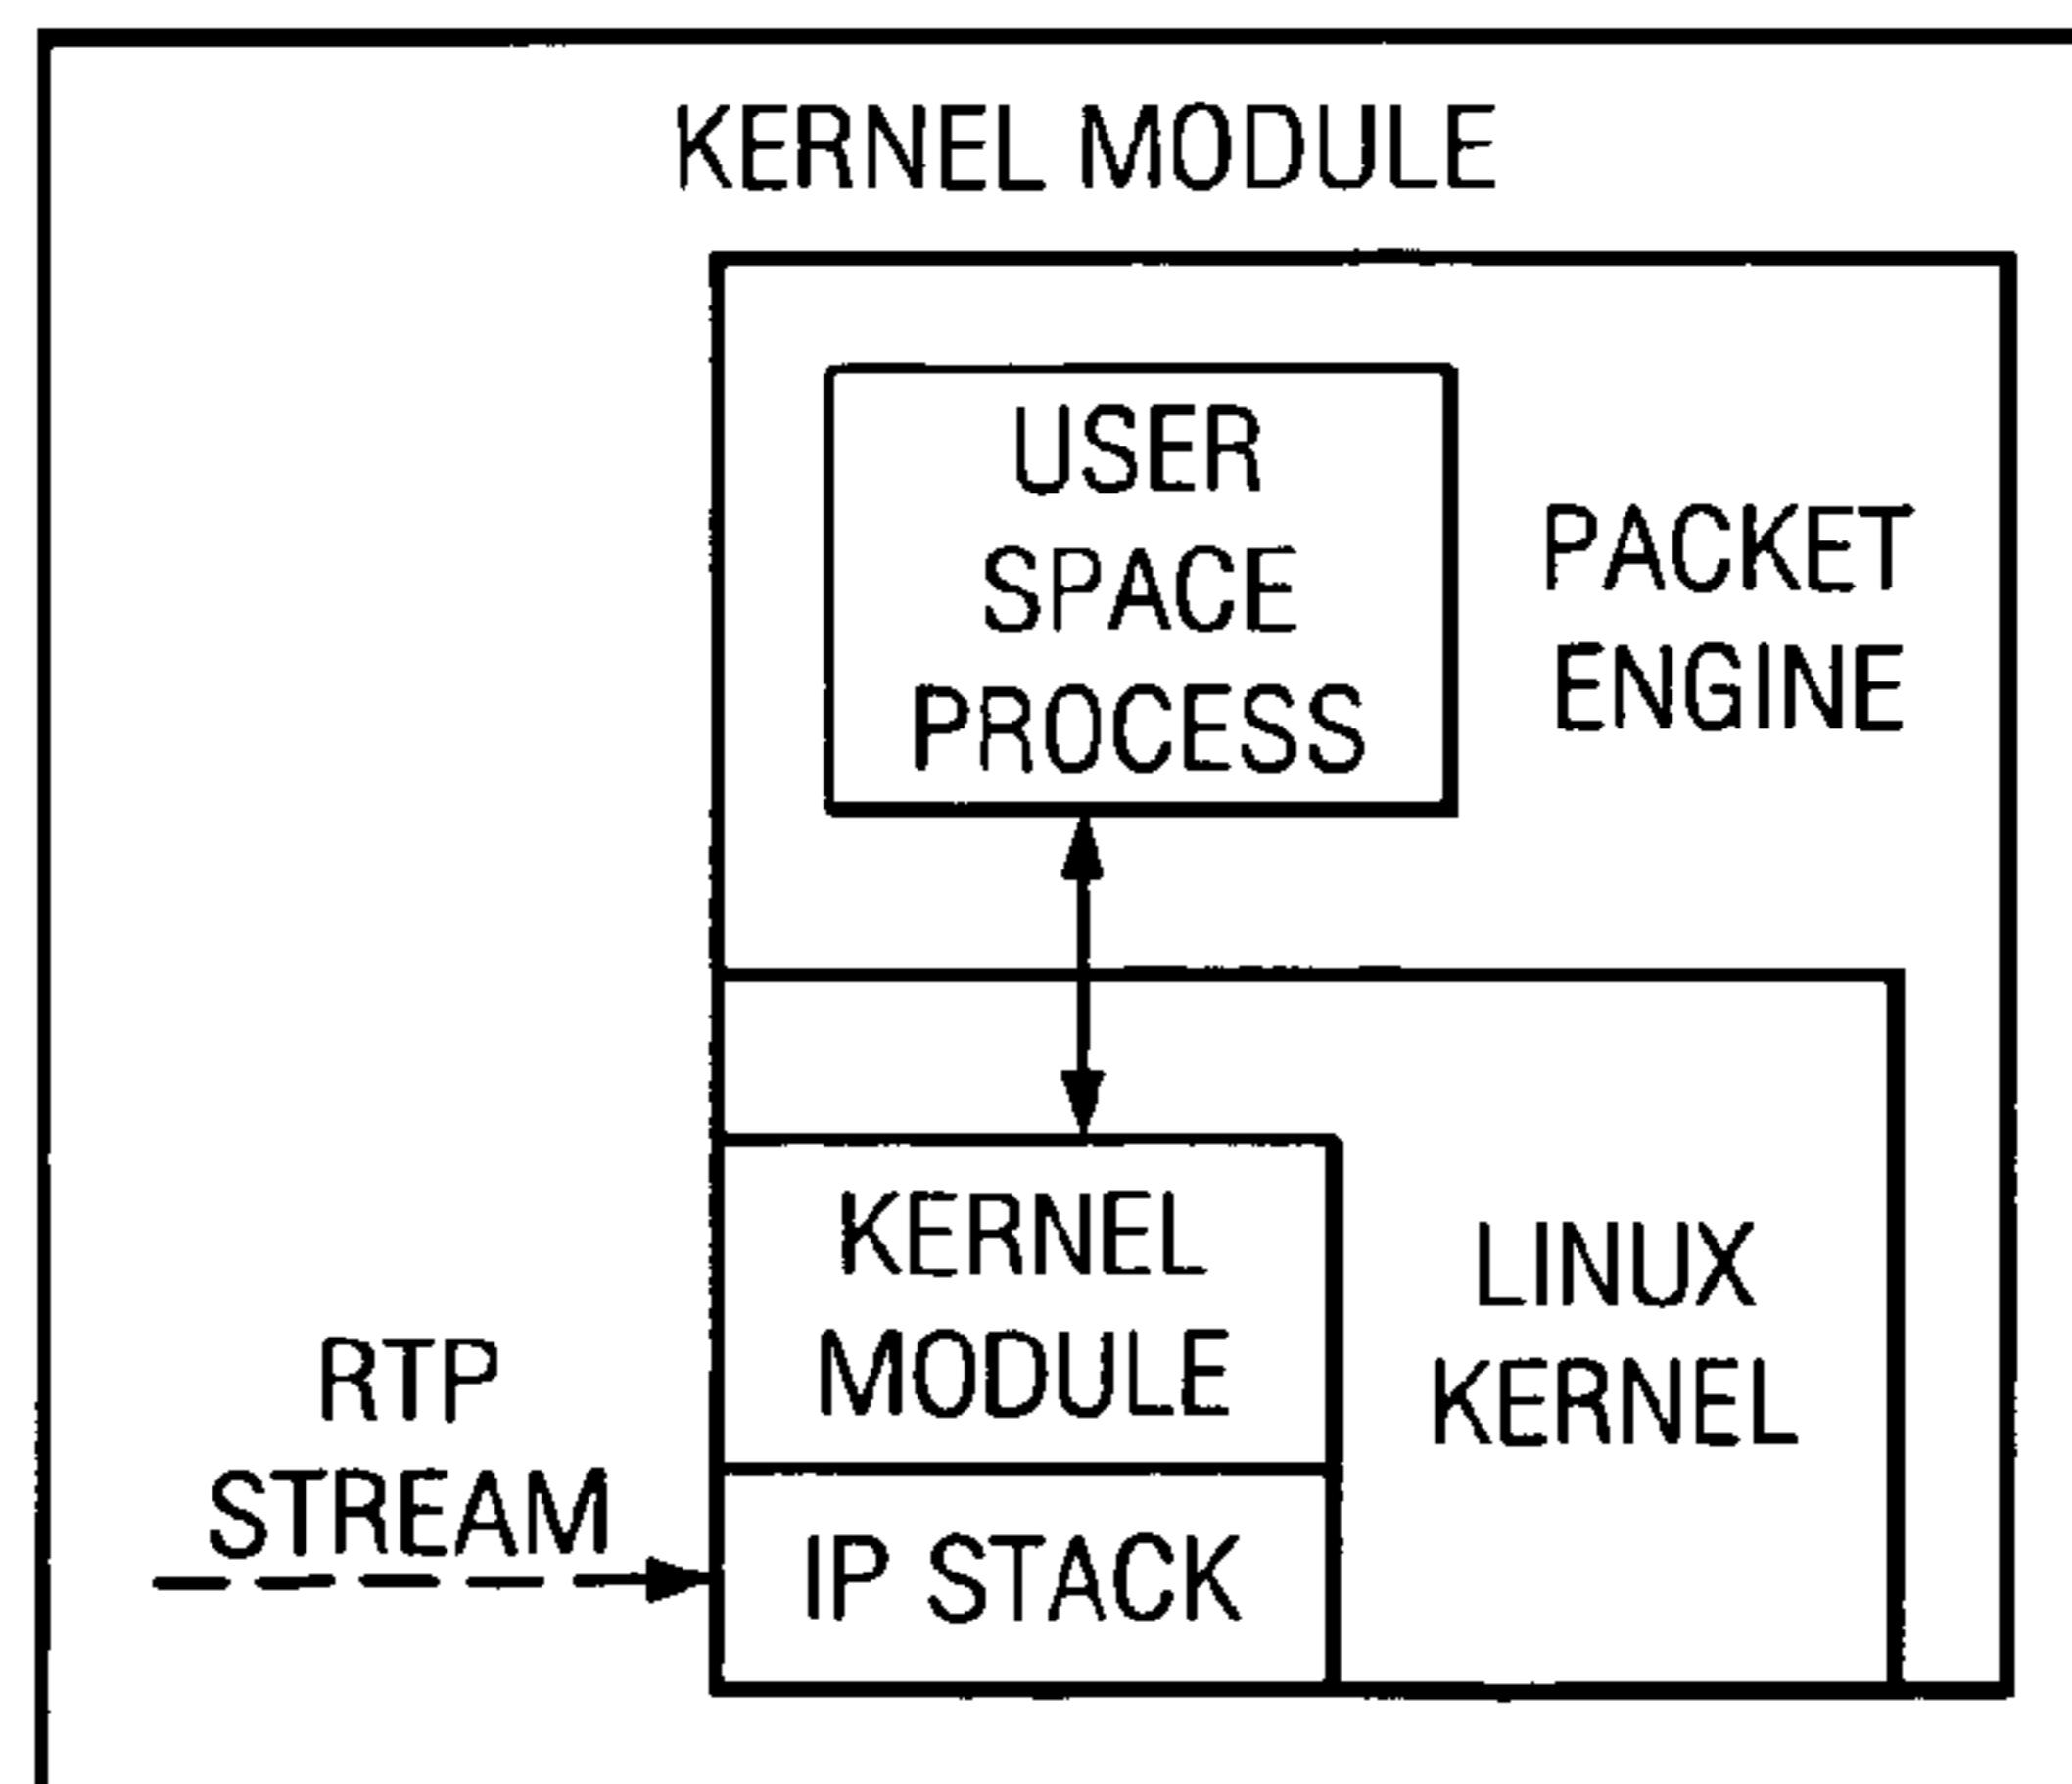 KERNEL MODULE
USER
SPACE
PROCESS
PACKET
ENGINE
KERNEL
MODULE
LINUX
KERNEL
RTP
STREAM
IP STACK